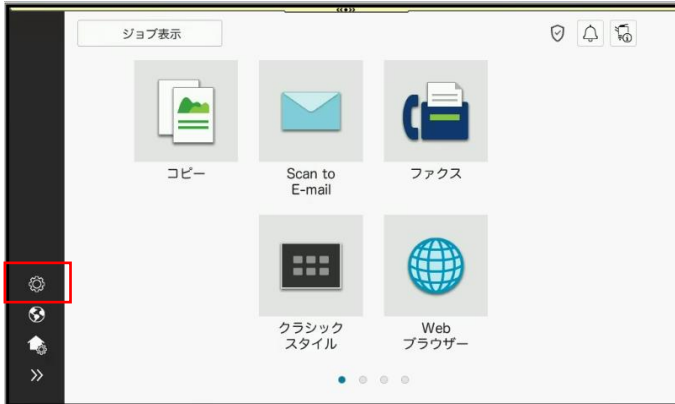 ジョブ表示
コピー
Scan to
E-mail
ファクス
クラシック
スタイル
Web
ブラウザー